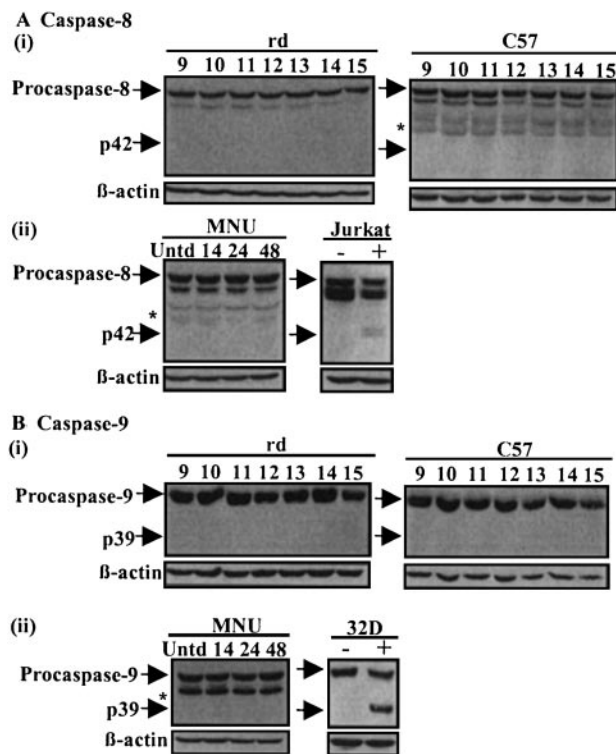 A Caspase-8
(i)
rd
9 10 11 12 13 14 15
C57
9 10 11 12 13 14 15
Procaspase-8
*
p42
ß-actin
(ii)
MNU
Untd 14 24 48
Jurkat
- +
Procaspase-8
*
p42
ß-actin
B Caspase-9
(i)
rd
9 10 11 12 13 14 15
C57
9 10 11 12 13 14 15
Procaspase-9
p39
ß-actin
(ii)
MNU
Untd 14 24 48
32D
- +
Procaspase-9
*
p39
ß-actin